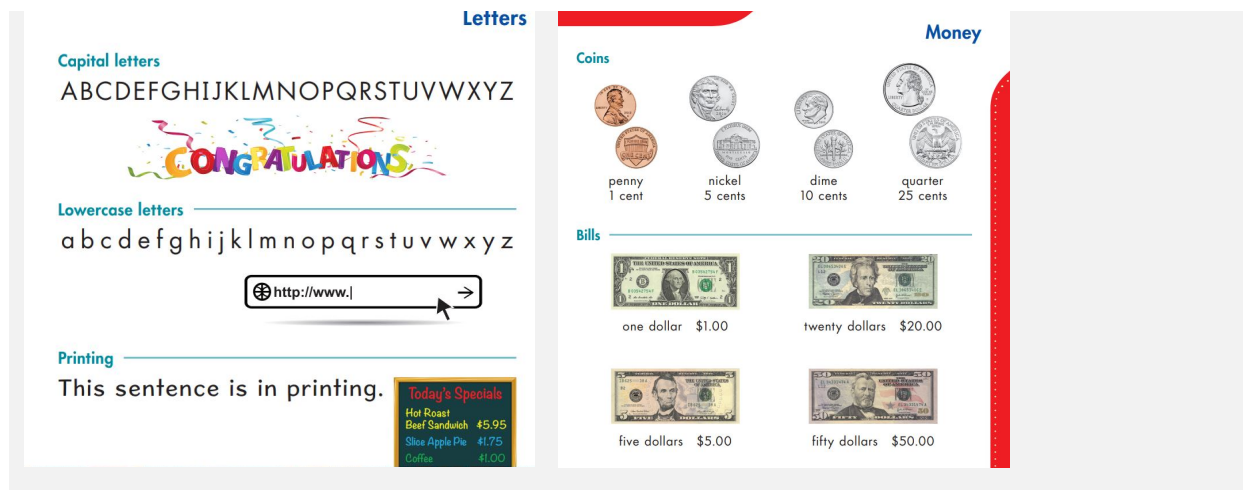 Letters
Capital letters
ABCDEFGHIJKLMNOPQRSTUVWXYZ
CONGRATULATIONS
Lowercase letters
a b c d e f g h i j k l m n o p q r s t u v w x y z
http://www.
Printing
This sentence is in printing.
Today's Specials
Hot Roast
Beef Sandwich $5.95
Slice Apple Pie $1.75
Coffee $1.00
Money
Coins
penny nickel dime quarter
1 cent 5 cents 10 cents 25 cents
Bills
one dollar $1.00 twenty dollars $20.00
five dollars $5.00 fifty dollars $50.00